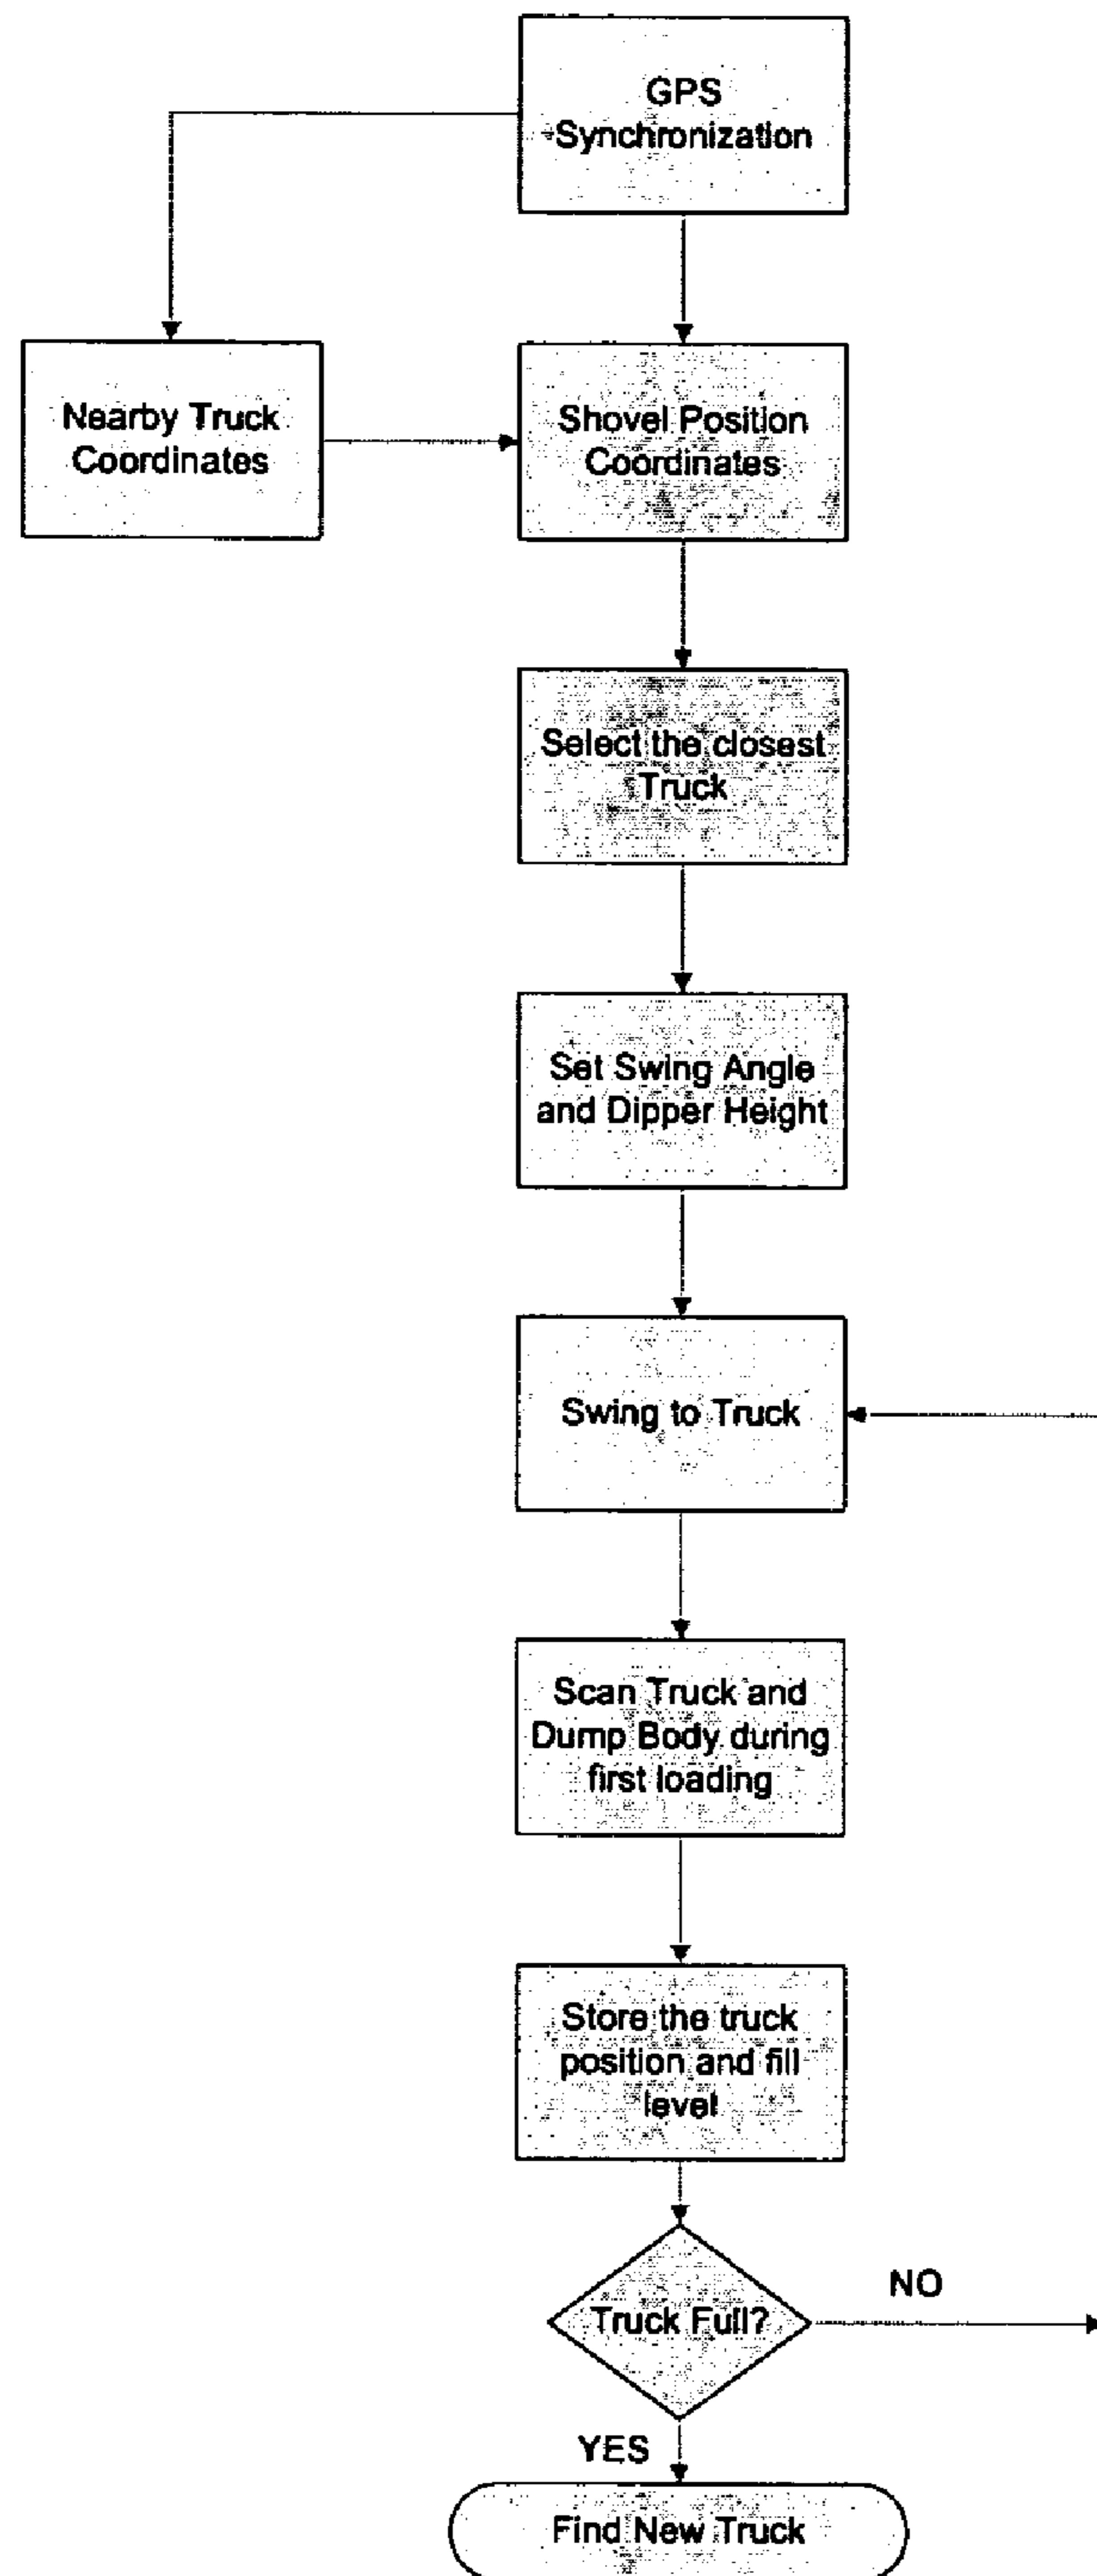 GPS
Synchronization
Nearby Truck
Coordinates
Shovel Position
Coordinates
Select the closest
Truck
Set Swing Angle
and Dipper Height
Swing to Truck
Scan Truck and
Dump Body during
first loading
Store the truck
position and fill
level
Truck Full?
NO
YES
Find New Truck